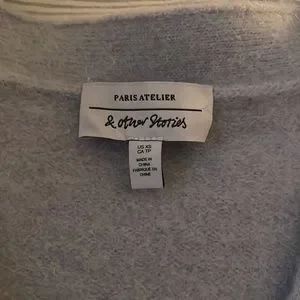 PARIS ATELIER
& other Stories
US XS
CA TP
MADE IN
CHINA
FABRIQUÉ EN
CHINE